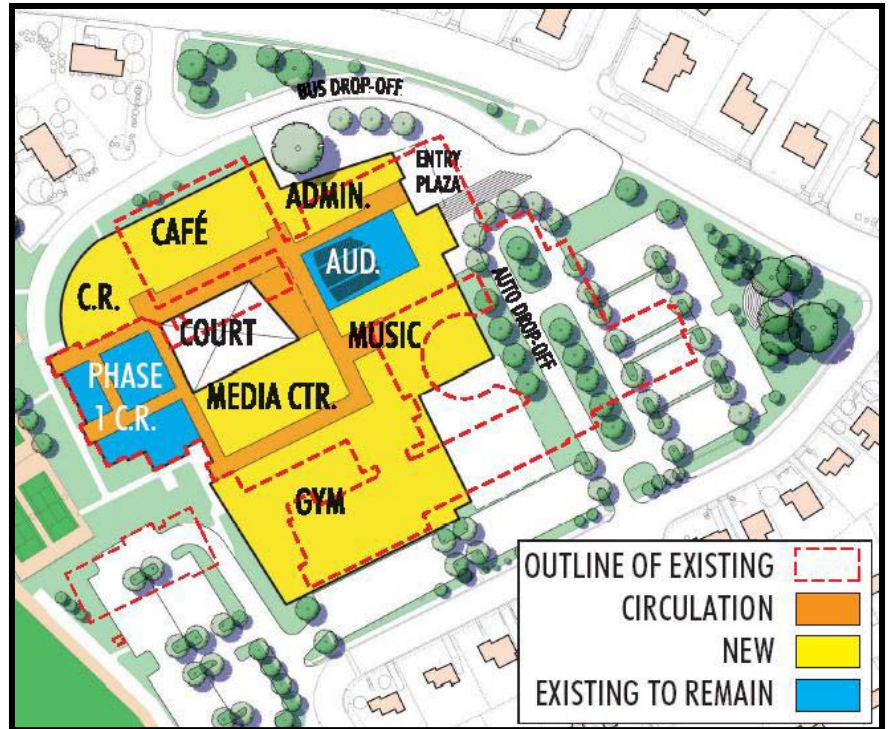 BUS DROP-OFF
ENTRY
PLAZA
ADMIN.
CAFÉ
AUD.
C.R.
COURT
MUSIC
AUTO DROP-OFF
PHASE
1 C.R.
MEDIA CTR.
GYM
OUTLINE OF EXISTING
CIRCULATION
NEW
EXISTING TO REMAIN